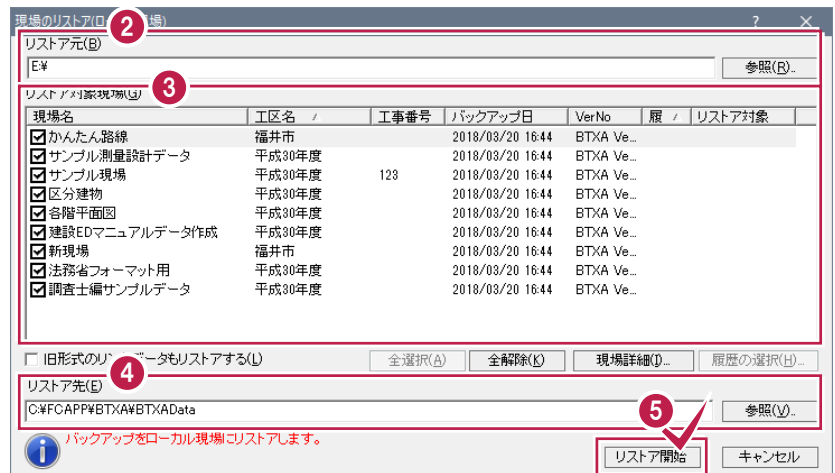 現場のリストア(ロ 場) ? ×
2
リストア元(B)
E:¥ 参照(R)..
3
リストア対象現場(G)
現場名 工区名 工事番号 バックアップ日 VerNo 履 リストア対象
かんたん路線 福井市 2018/03/20 16:44 BTXA Ve...
サンプル測量設計データ 平成30年度 2018/03/20 16:44 BTXA Ve...
サンプル現場 平成30年度 123 2018/03/20 16:44 BTXA Ve...
区分建物 平成30年度 2018/03/20 16:44 BTXA Ve...
各階平面図 平成30年度 2018/03/20 16:44 BTXA Ve...
建設EDマニュアルデータ作成 平成30年度 2018/03/20 16:44 BTXA Ve...
新現場 福井市 2018/03/20 16:44 BTXA Ve...
法務省フォーマット用 平成30年度 2018/03/20 16:44 BTXA Ve...
調査士編サンプルデータ 平成30年度 2018/03/20 16:44 BTXA Ve...
旧形式のリ ータもリストアする(L) 全選択(A) 全解除(K) 現場詳細(I)... 履歴の選択(H)...
4
リストア先(E)
C:¥FCAPP¥BTXA¥BTXAData 参照(V)..
5
バックアップをローカル現場にリストアします。
リストア開始 キャンセル